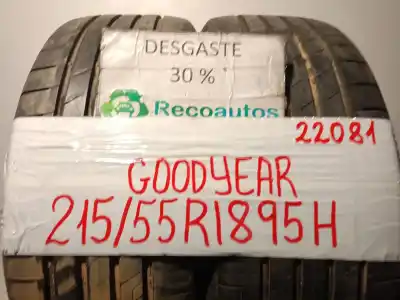 DESGASTE
30 %
Recoautos
22081
GOODYEAR
215/55R1895H